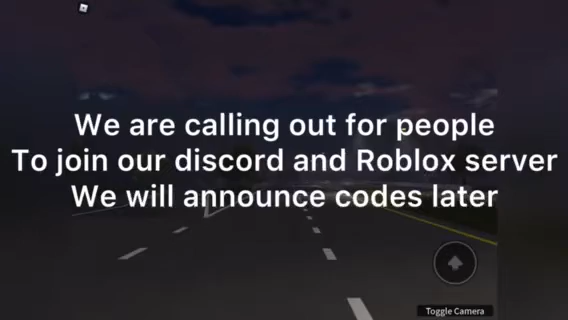 We are calling out for people
To join our discord and Roblox server
We will announce codes later
Toggle Camera